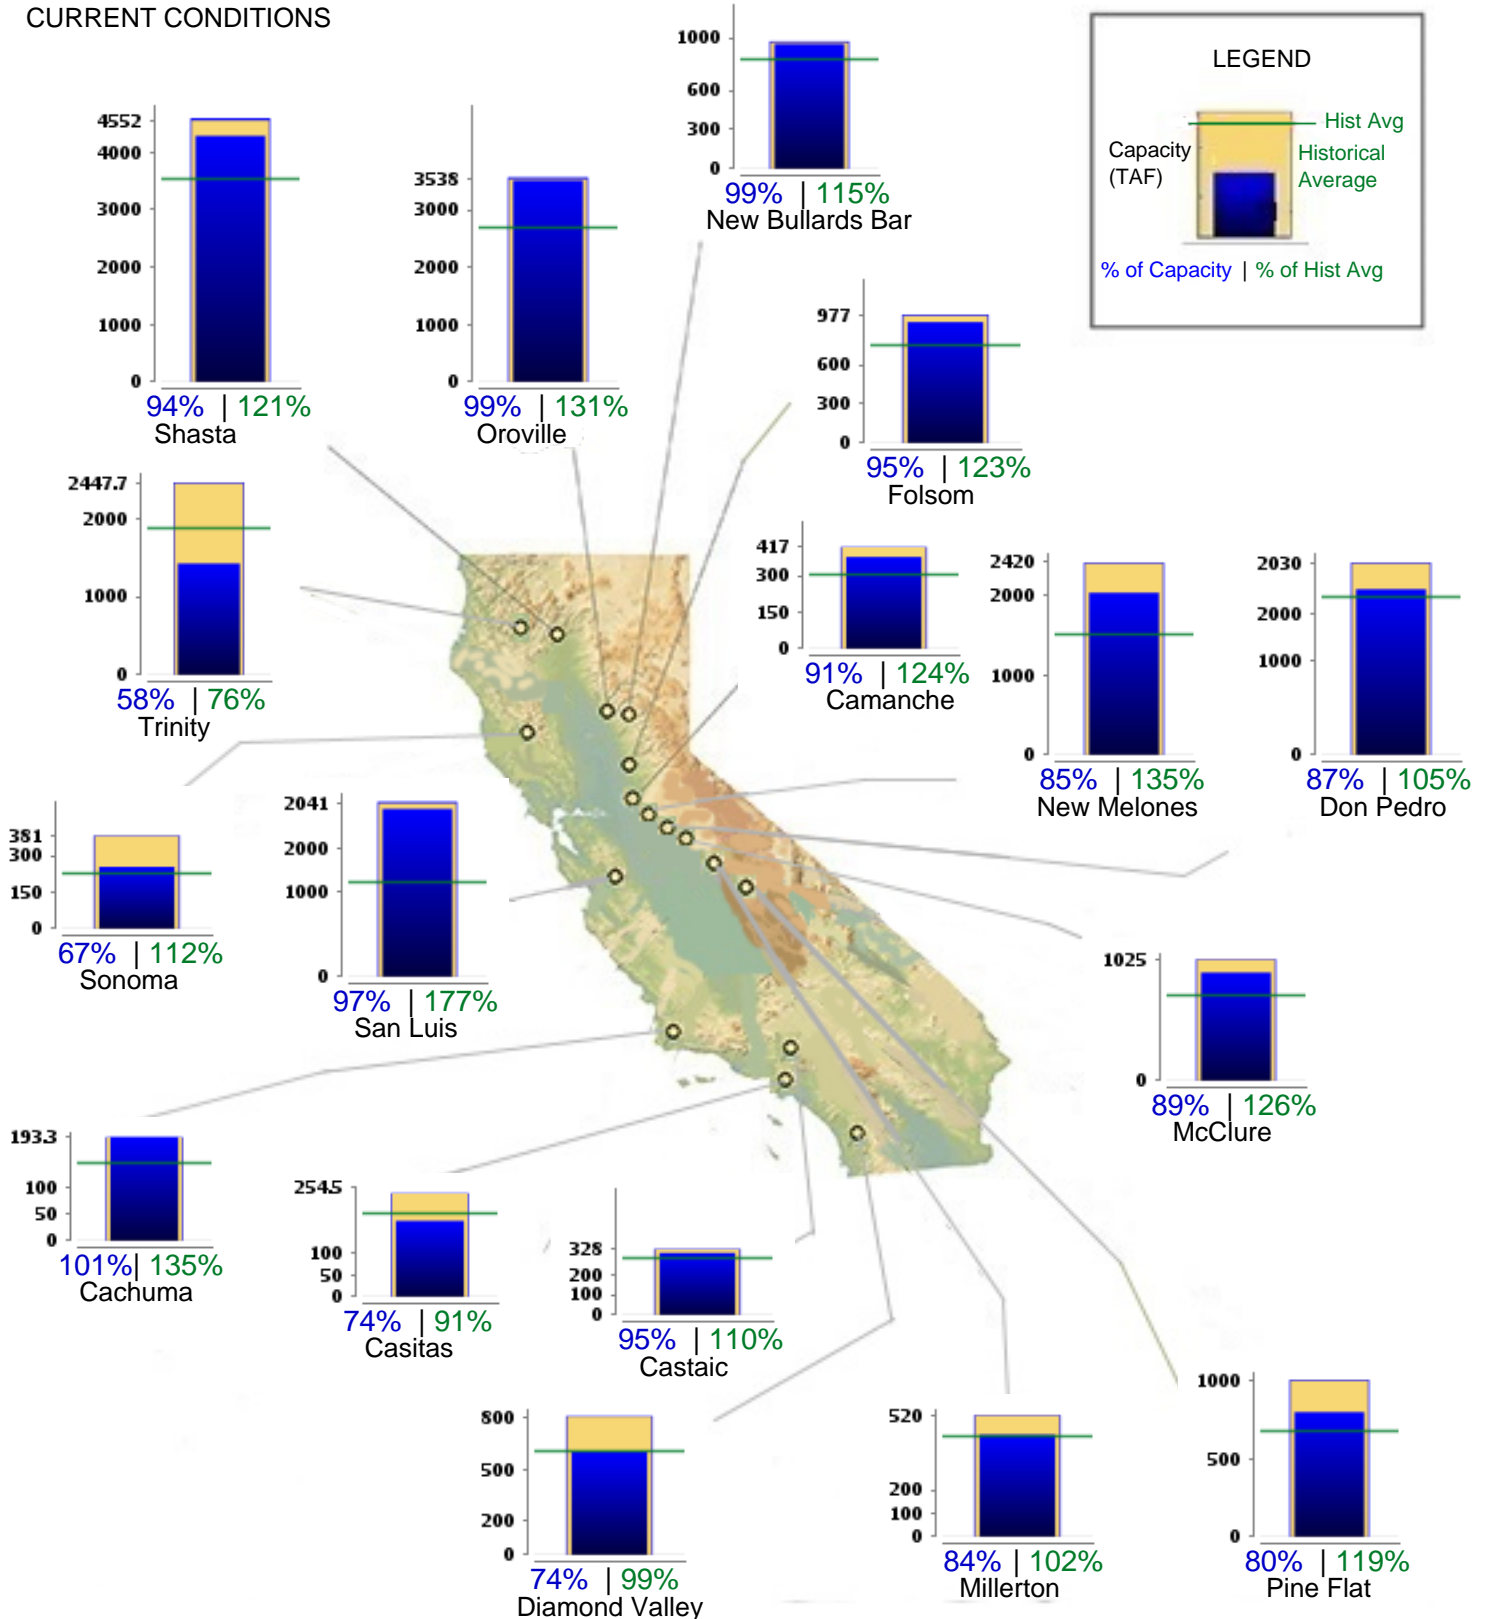 CURRENT CONDITIONS
LEGEND
Hist Avg
Capacity
(TAF)
Historical
Average
% of Capacity | % of Hist Avg
1000
600
300
0
99% | 115%
New Bullards Bar
4552
4000
3000
2000
1000
0
94% | 121%
Shasta
3538
3000
2000
1000
0
99% | 131%
Oroville
977
600
300
0
95% | 123%
Folsom
2447.7
2000
1000
0
58% | 76%
Trinity
417
300
150
0
91% | 124%
Camanche
2420
2000
1000
0
85% | 135%
New Melones
2030
2000
1000
0
87% | 105%
Don Pedro
381
300
150
0
67% | 112%
Sonoma
2041
2000
1000
0
97% | 177%
San Luis
1025
0
89% | 126%
McClure
193.3
100
50
0
101% | 135%
Cachuma
254.5
100
50
0
74% | 91%
Casitas
328
200
100
0
95% | 110%
Castaic
800
500
200
0
74% | 99%
Diamond Valley
520
200
100
0
84% | 102%
Millerton
1000
500
0
80% | 119%
Pine Flat